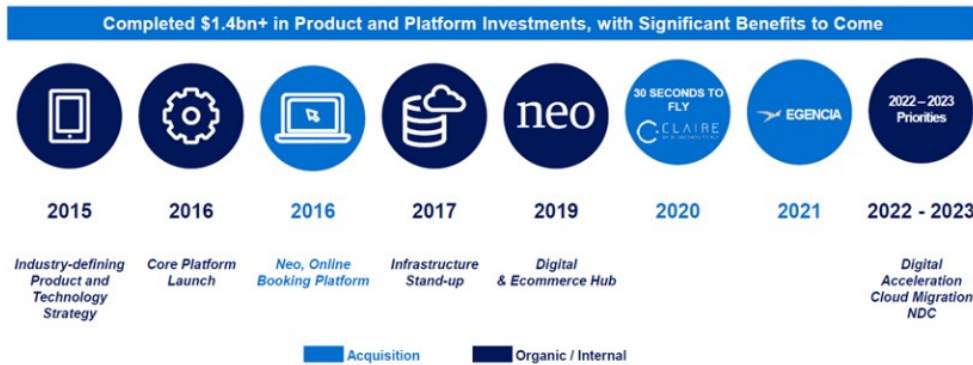 Completed $1.4bn+ in Product and Platform Investments, with Significant Benefits to Come
neo
30 SECONDS TO
FLY
CLAIRE
EGENCIA
2022 – 2023
Priorities
2015
2016
2016
2017
2019
2020
2021
2022 - 2023
Industry-defining
Product and
Technology
Strategy
Core Platform
Launch
Neo, Online
Booking Platform
Infrastructure
Stand-up
Digital
& Ecommerce Hub
Digital
Acceleration
Cloud Migration
NDC
Acquisition
Organic / Internal